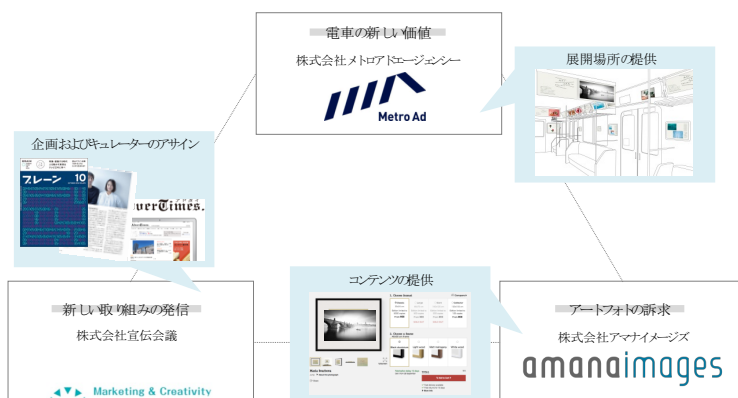 電車の新しい価値
株式会社メトロアドエージェンシー
Metro Ad
展開場所の提供
企画およびキュレーターのアサイン
ブレーン 10
verTimes.
コンテンツの提供
新しい取り組みの発信
株式会社宣伝会議
Marketing & Creativity
アートフォトの訴求
株式会社アマナイメージズ
amanaimages